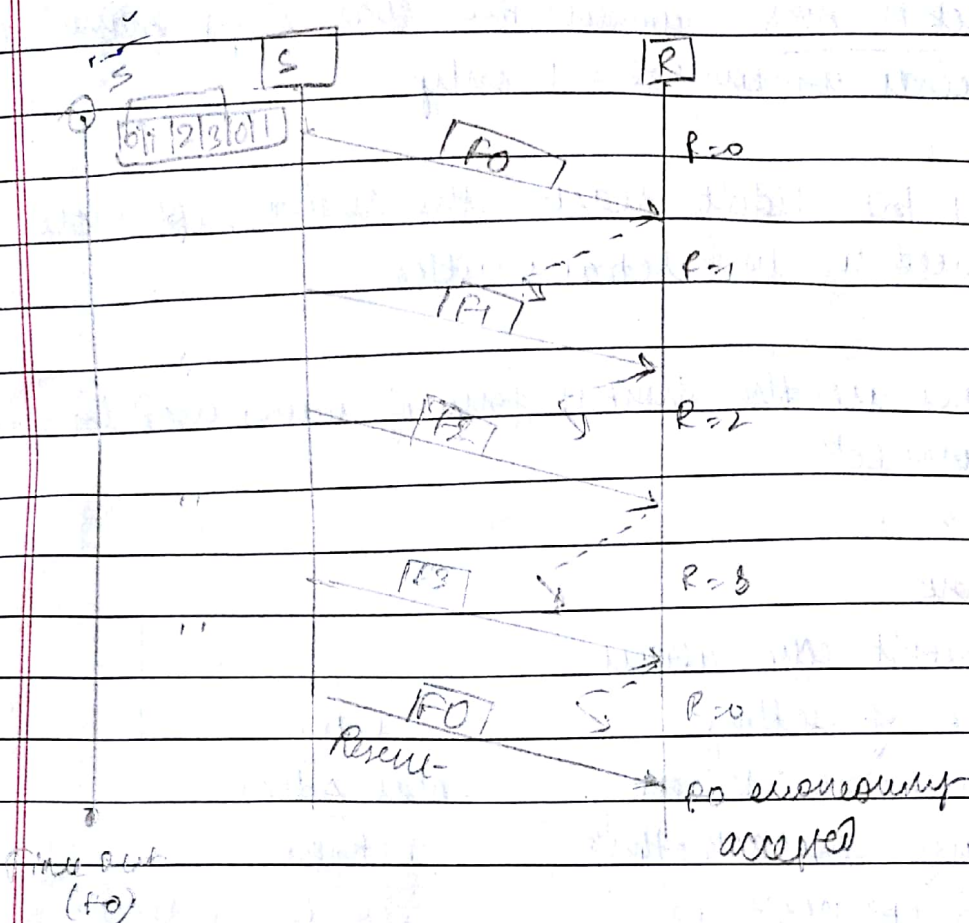 S
S R
0 1 2 3 0 1
F0 R=0
R=1
F1
F2 R=2
"
F3 R=3
"
F0 R=0
Resent
F0 erroneously
accepted
Time out
(F0)